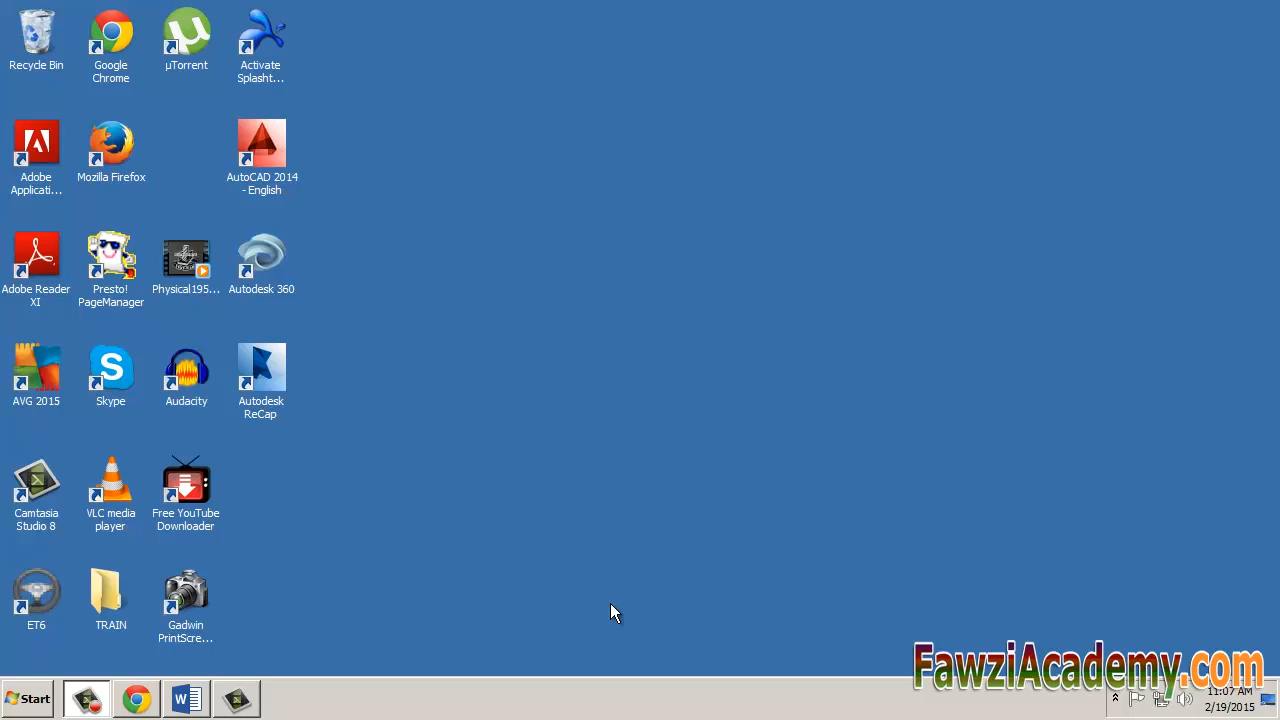 Recycle Bin
Google
Chrome
µTorrent
Activate
Splasht...
Adobe
Applicati...
Mozilla Firefox
AutoCAD 2014
- English
Adobe Reader
XI
Presto!
PageManager
Physical195...
Autodesk 360
AVG 2015
Skype
Audacity
Autodesk
ReCap
Camtasia
Studio 8
VLC media
player
Free YouTube
Downloader
ET6
TRAIN
Gadwin
PrintScre...
FawziAcademy.com
Start
11:07 AM
2/19/2015